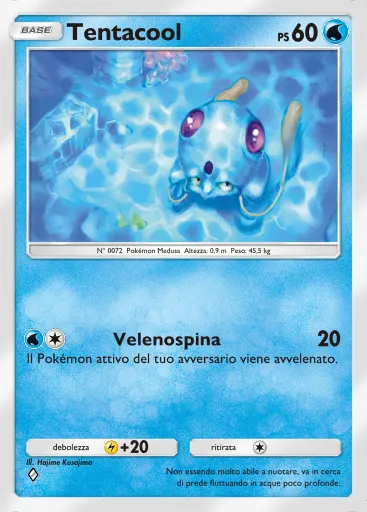 BASE
Tentacool
PS 60
N° 0072 Pokémon Medusa Altezza: 0,9 m Peso: 45,5 kg
Velenospina 20
Il Pokémon attivo del tuo avversario viene avvelenato.
debolezza +20 ritirata
Ill. Hajime Kusajima
Non essendo molto abile a nuotare, va in cerca
di prede fluttuando in acque poco profonde.